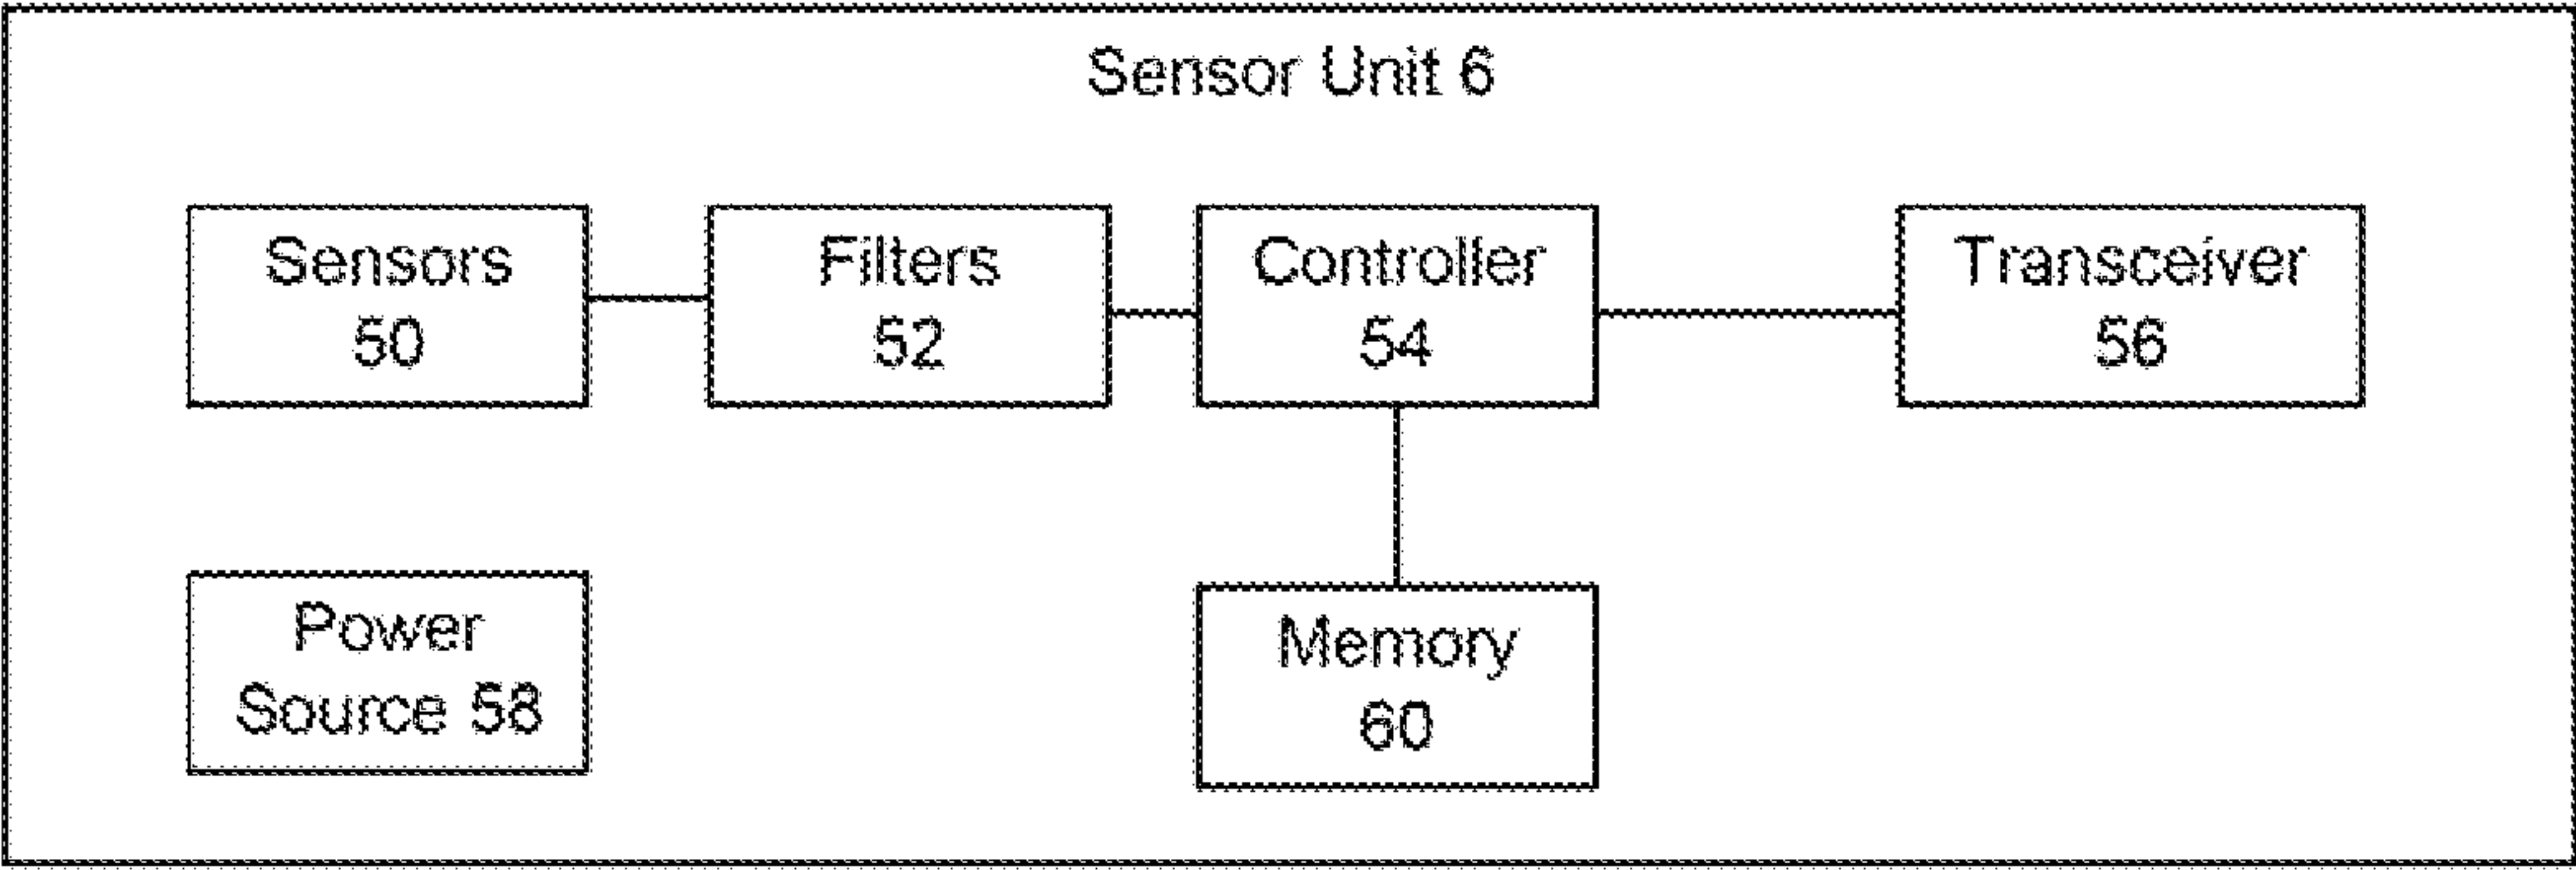 Sensor Unit 6
Sensors
50
Filters
52
Controller
54
Transceiver
56
Power
Source 58
Memory
60